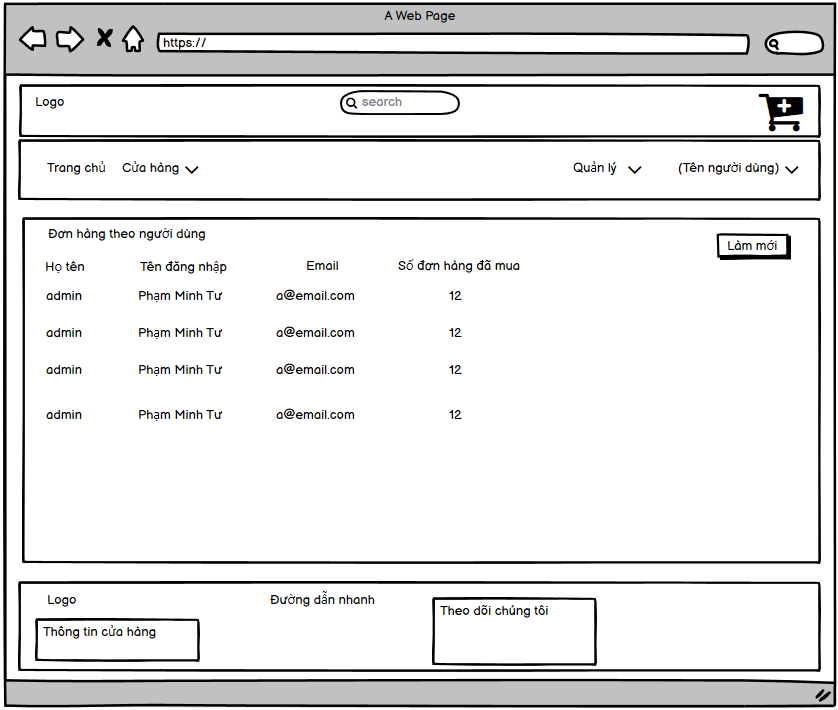 A Web Page
https://
Logo
search
Trang chủ Cửa hàng Quản lý (Tên người dùng)
Đơn hàng theo người dùng
Làm mới
Họ tên Tên đăng nhập Email Số đơn hàng đã mua
admin Phạm Minh Tư a@email.com 12
admin Phạm Minh Tư a@email.com 12
admin Phạm Minh Tư a@email.com 12
admin Phạm Minh Tư a@email.com 12
Logo
Thông tin cửa hàng
Đường dẫn nhanh
Theo dõi chúng tôi